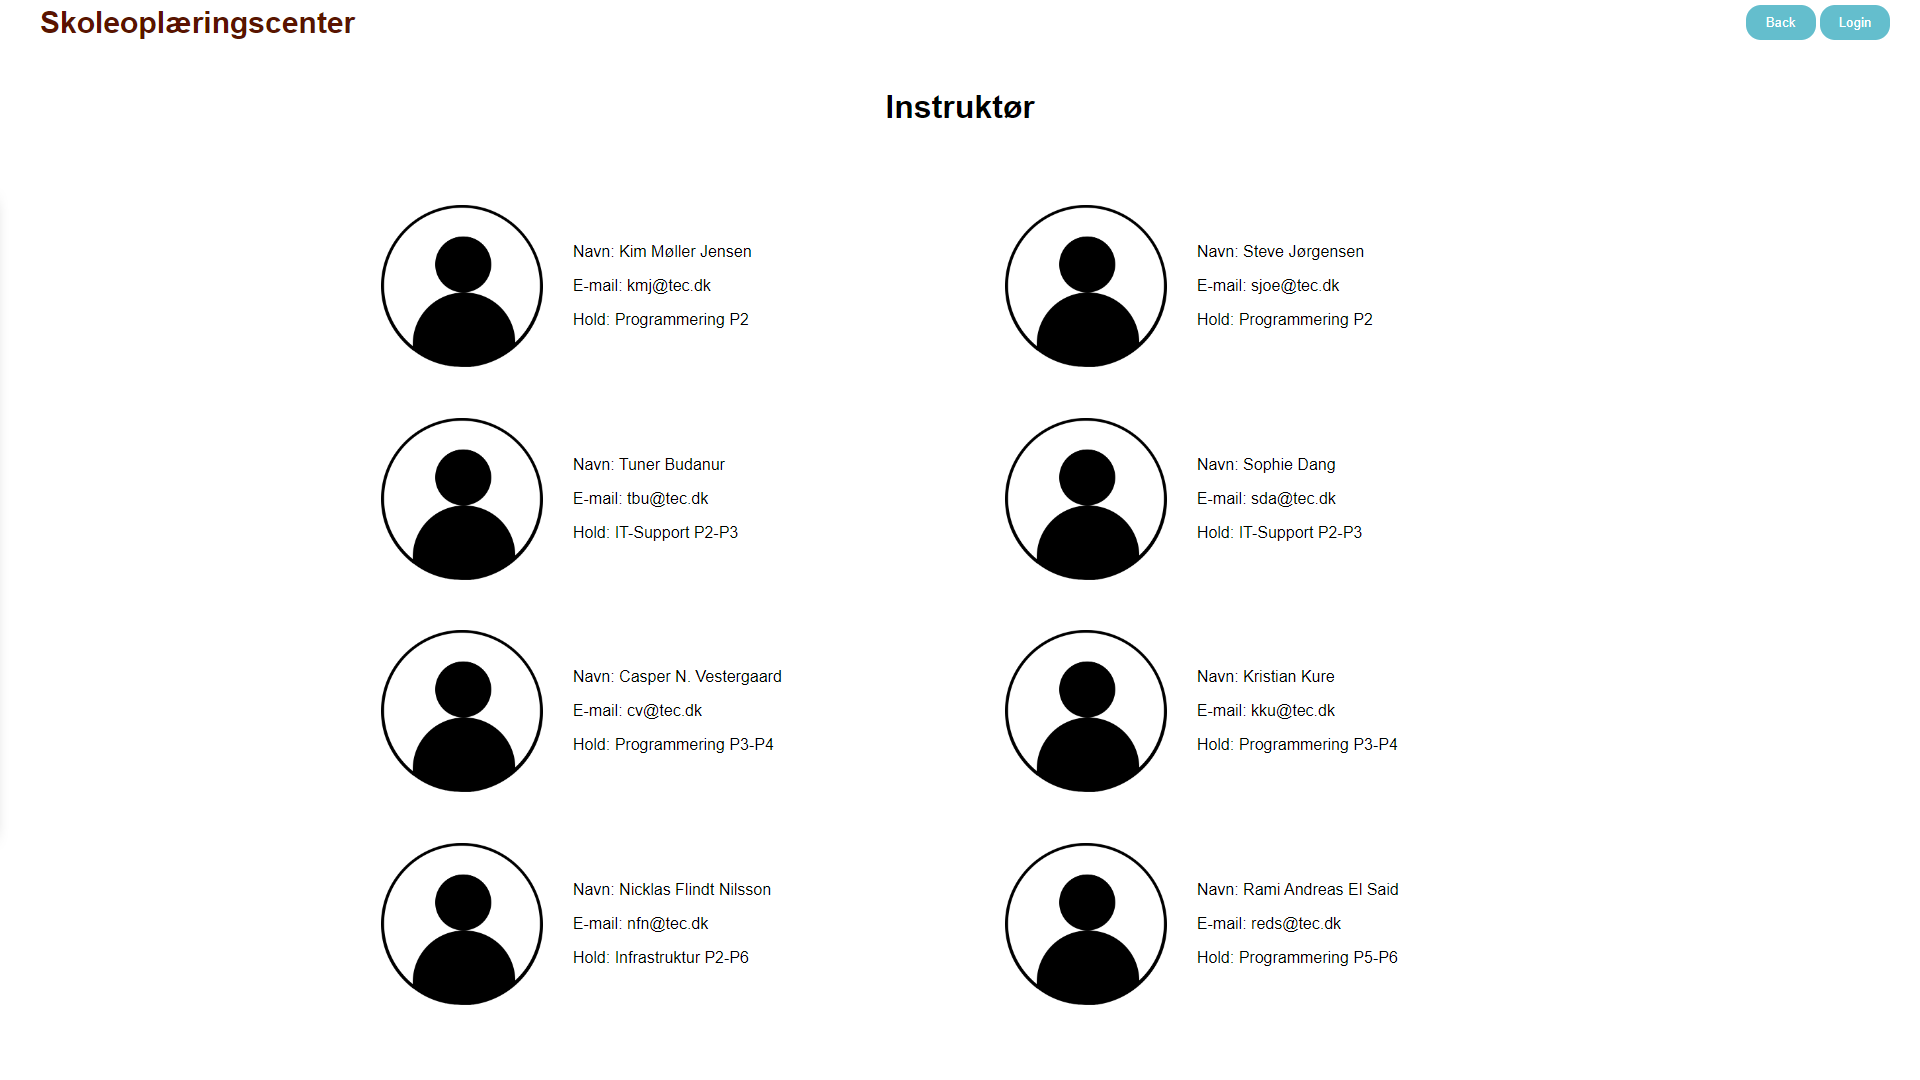 Skoleoplæringscenter
Back
Login
Instruktør
Navn: Kim Møller Jensen
E-mail: kmj@tec.dk
Hold: Programmering P2
Navn: Steve Jørgensen
E-mail: sjoe@tec.dk
Hold: Programmering P2
Navn: Tuner Budanur
E-mail: tbu@tec.dk
Hold: IT-Support P2-P3
Navn: Sophie Dang
E-mail: sda@tec.dk
Hold: IT-Support P2-P3
Navn: Casper N. Vestergaard
E-mail: cv@tec.dk
Hold: Programmering P3-P4
Navn: Kristian Kure
E-mail: kku@tec.dk
Hold: Programmering P3-P4
Navn: Nicklas Flindt Nilsson
E-mail: nfn@tec.dk
Hold: Infrastruktur P2-P6
Navn: Rami Andreas El Said
E-mail: reds@tec.dk
Hold: Programmering P5-P6